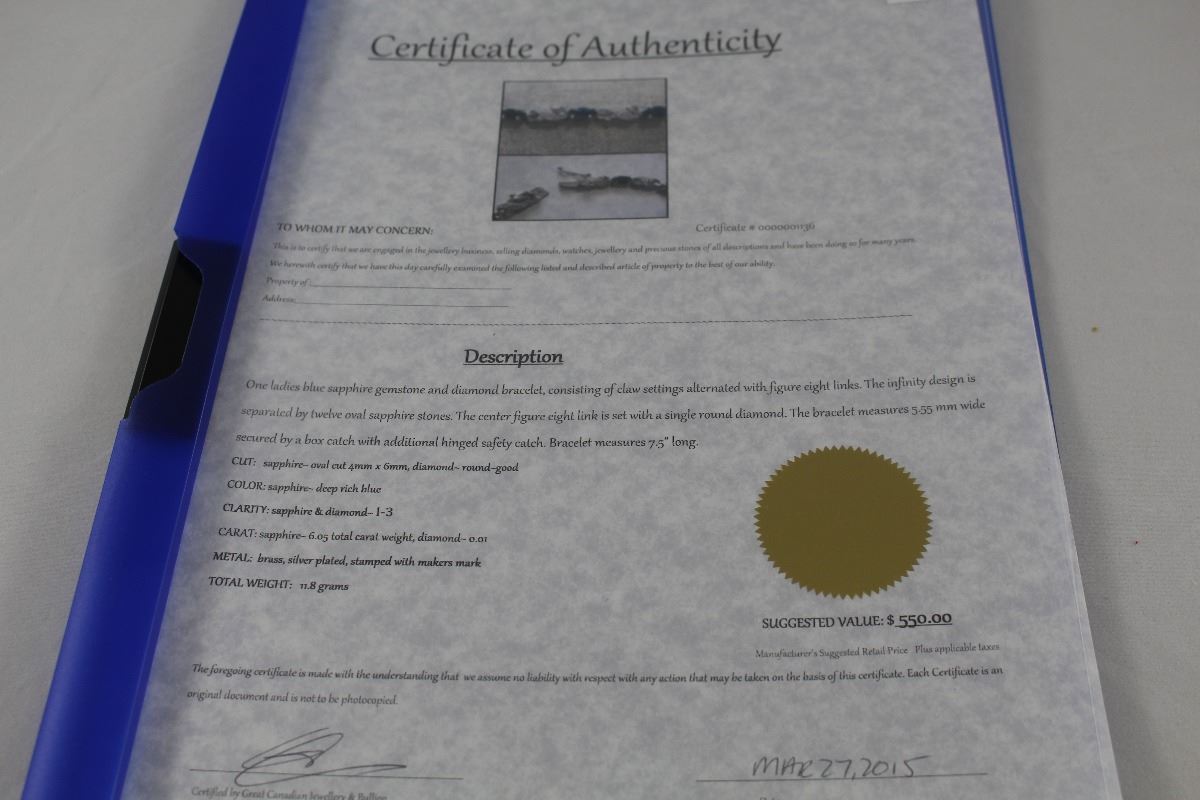 Certificate of Authenticity
TO WHOM IT MAY CONCERN:
Certificate # 0000001136
This is to certify that we are engaged in the jewellery business, selling diamonds, watches, jewellery and precious stones of all descriptions and have been doing so for many years.
We herewith certify that we have this day carefully examined the following listed and described article of property to the best of our ability.
Property of:
Address:
Description
One ladies blue sapphire gemstone and diamond bracelet, consisting of claw settings alternated with figure eight links. The infinity design is
separated by twelve oval sapphire stones. The center figure eight link is set with a single round diamond. The bracelet measures 5.55 mm wide
secured by a box catch with additional hinged safety catch. Bracelet measures 7.5" long.
CUT: sapphire~ oval cut 4mm x 6mm, diamond~ round-good
COLOR: sapphire~ deep rich blue
CLARITY: sapphire & diamond~ I-3
CARAT: sapphire~ 6.05 total carat weight, diamond~ 0.01
METAL: brass, silver plated, stamped with makers mark
TOTAL WEIGHT: 11.8 grams
SUGGESTED VALUE: $ 550.00
Manufacturer's Suggested Retail Price Plus applicable taxes
The foregoing certificate is made with the understanding that we assume no liability with respect with any action that may be taken on the basis of this certificate. Each Certificate is an
original document and is not to be photocopied.
MAR 27, 2015
Certified by Great Canadian Jewellery & Bullion